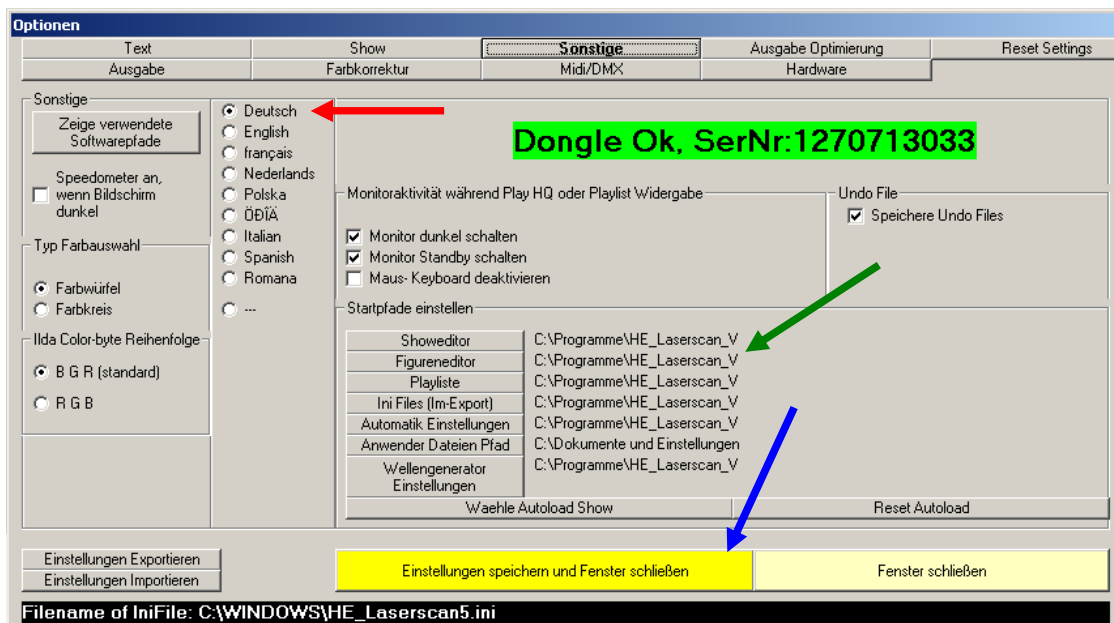 Optionen
Text Show Sonstige Ausgabe Optimierung Reset Settings
Ausgabe Farbkorrektur Midi/DMX Hardware
Sonstige
Zeige verwendete
Softwarepfade
Speedometer an,
wenn Bildschirm
dunkel
Typ Farbauswahl
Farbwürfel
Farbkreis
Ilda Color-byte Reihenfolge
B G R (standard)
R G B
Deutsch
English
français
Nederlands
Polska
ÖÐÎÄ
Italian
Spanish
Romana
---
Dongle Ok, SerNr:1270713033
Monitoraktivität während Play HQ oder Playlist Widergabe
Monitor dunkel schalten
Monitor Standby schalten
Maus- Keyboard deaktivieren
Undo File
Speichere Undo Files
Startpfade einstellen
Showeditor C:\Programme\HE_Laserscan_V
Figureneditor C:\Programme\HE_Laserscan_V
Playliste C:\Programme\HE_Laserscan_V
Ini Files (Im-Export) C:\Programme\HE_Laserscan_V
Automatik Einstellungen C:\Programme\HE_Laserscan_V
Anwender Dateien Pfad C:\Dokumente und Einstellungen
Wellengenerator C:\Programme\HE_Laserscan_V
Einstellungen
Waehle Autoload Show Reset Autoload
Einstellungen Exportieren
Einstellungen Importieren
Einstellungen speichern und Fenster schließen Fenster schließen
Filename of IniFile: C:\WINDOWS\HE_Laserscan5.ini